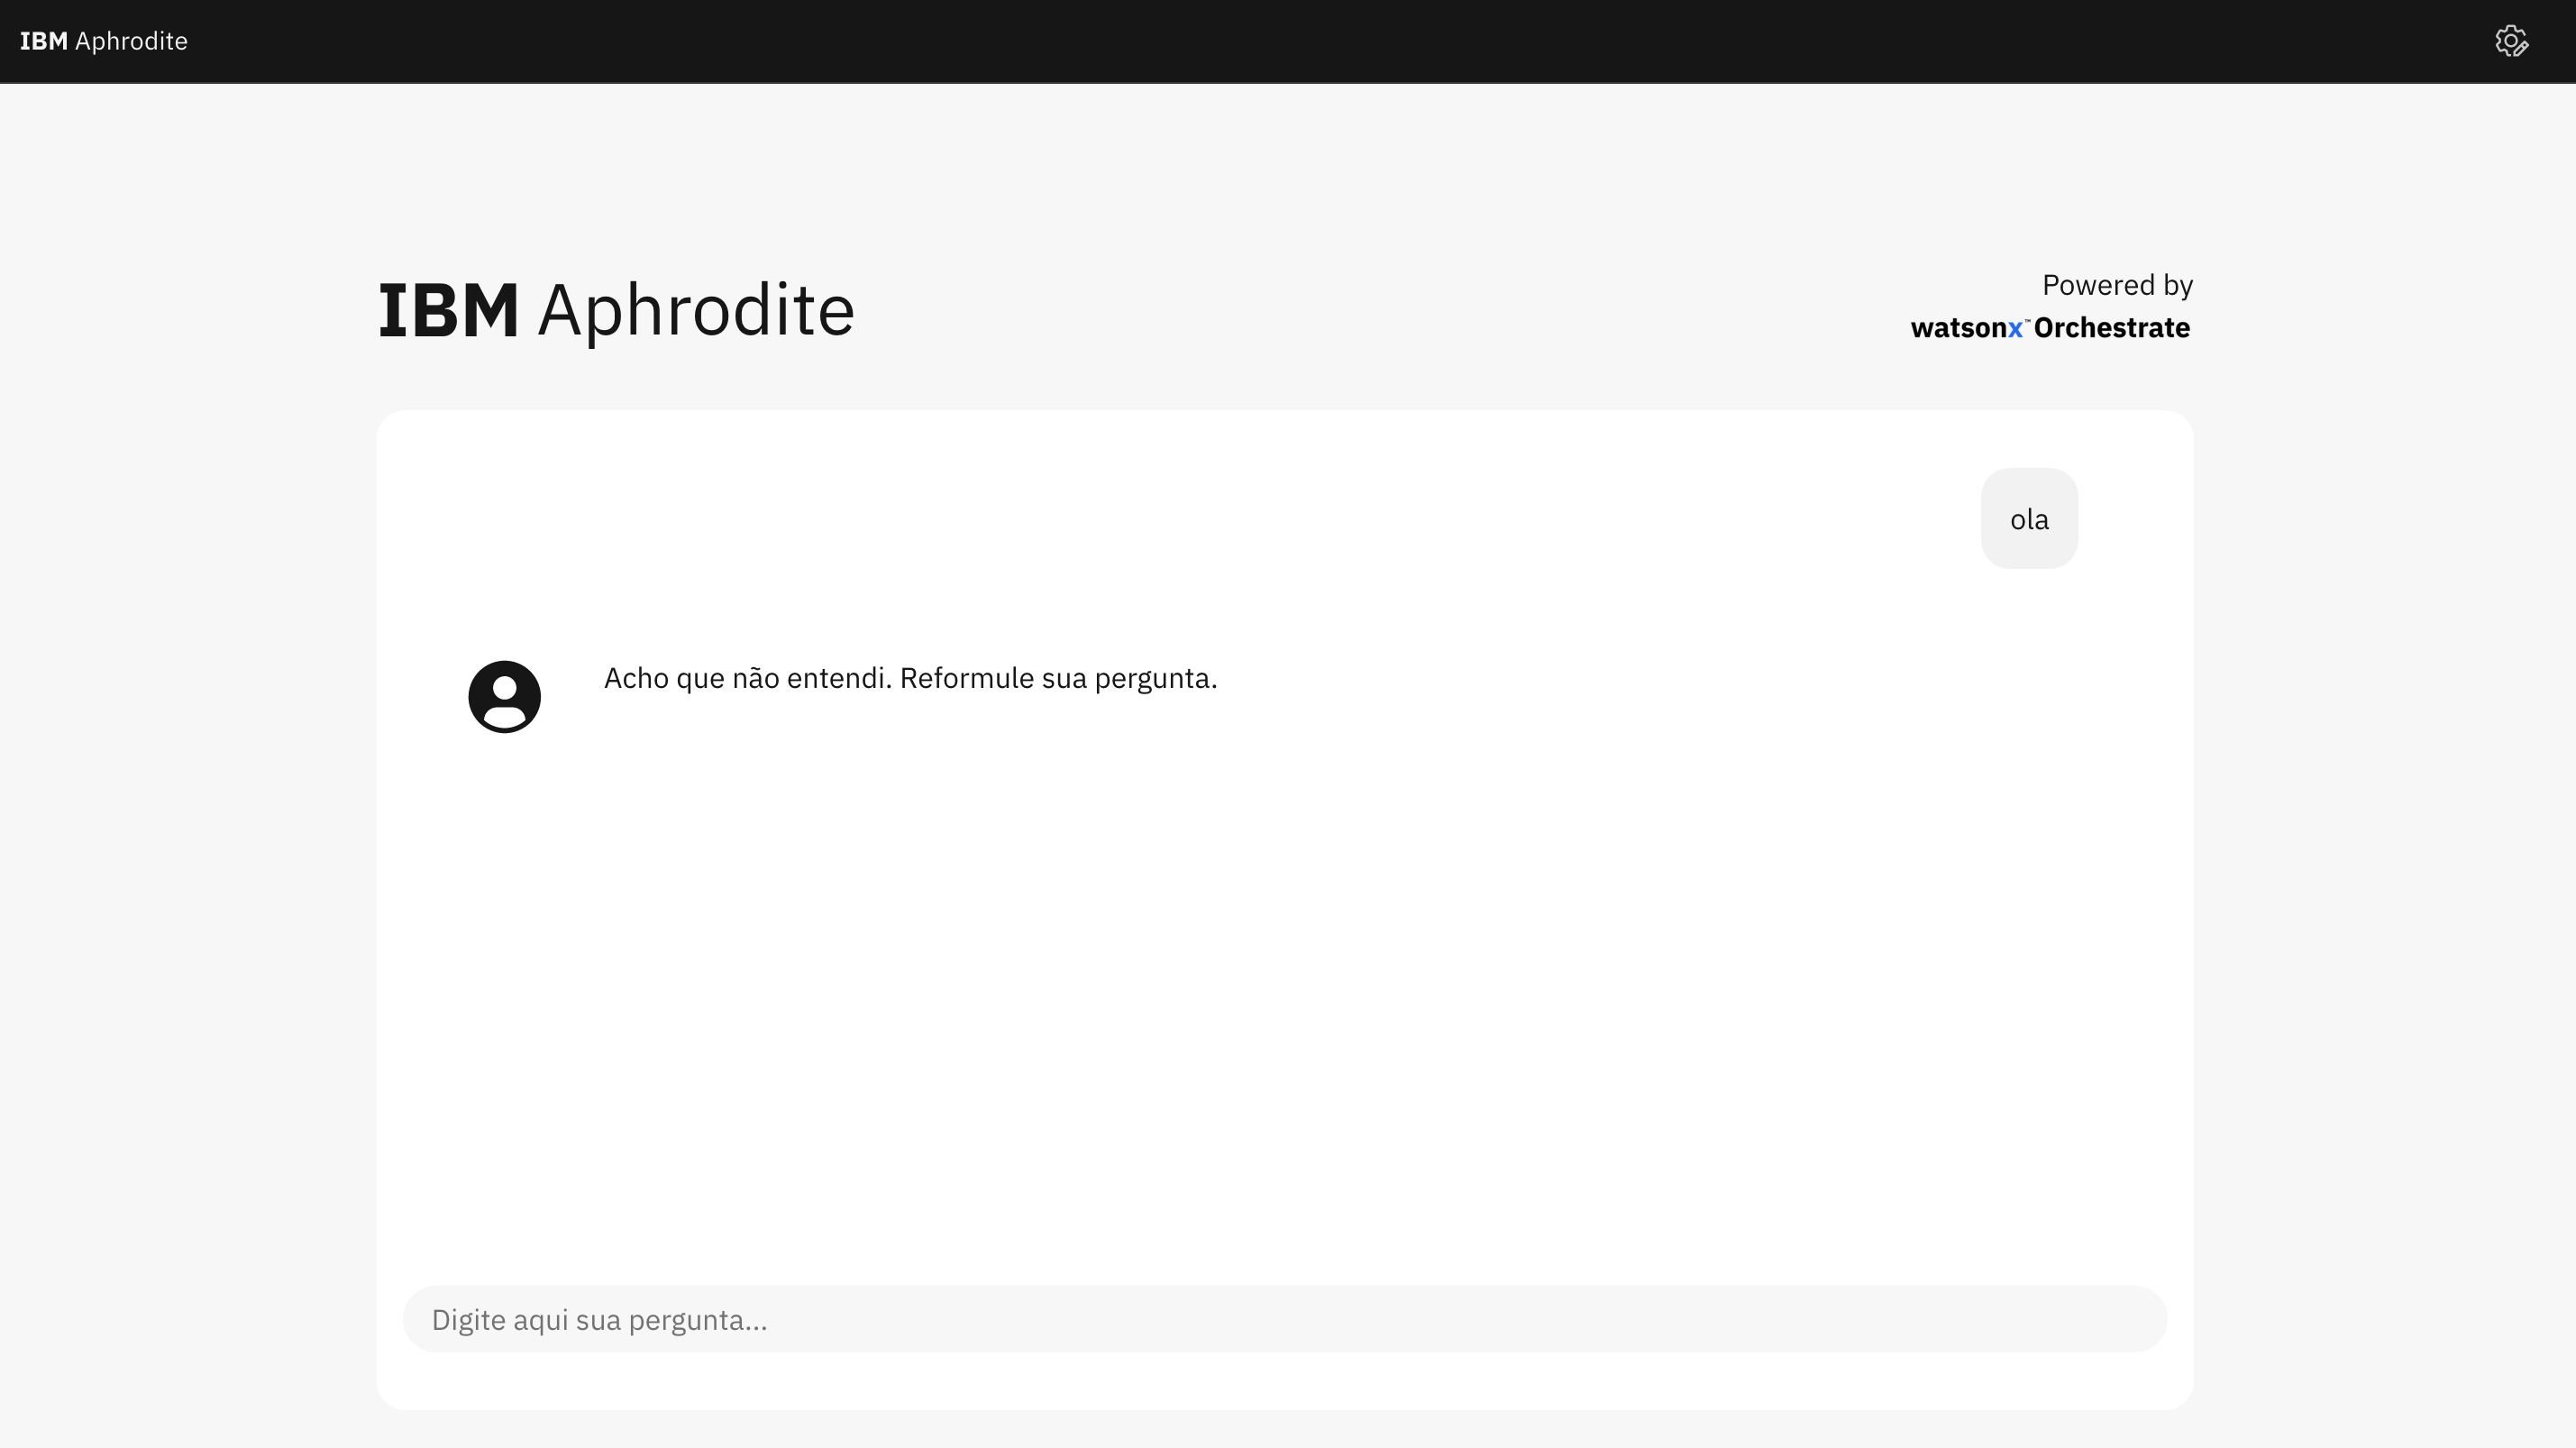 IBM Aphrodite
IBM Aphrodite
Powered by
watsonx™ Orchestrate
ola
Acho que não entendi. Reformule sua pergunta.
Digite aqui sua pergunta...